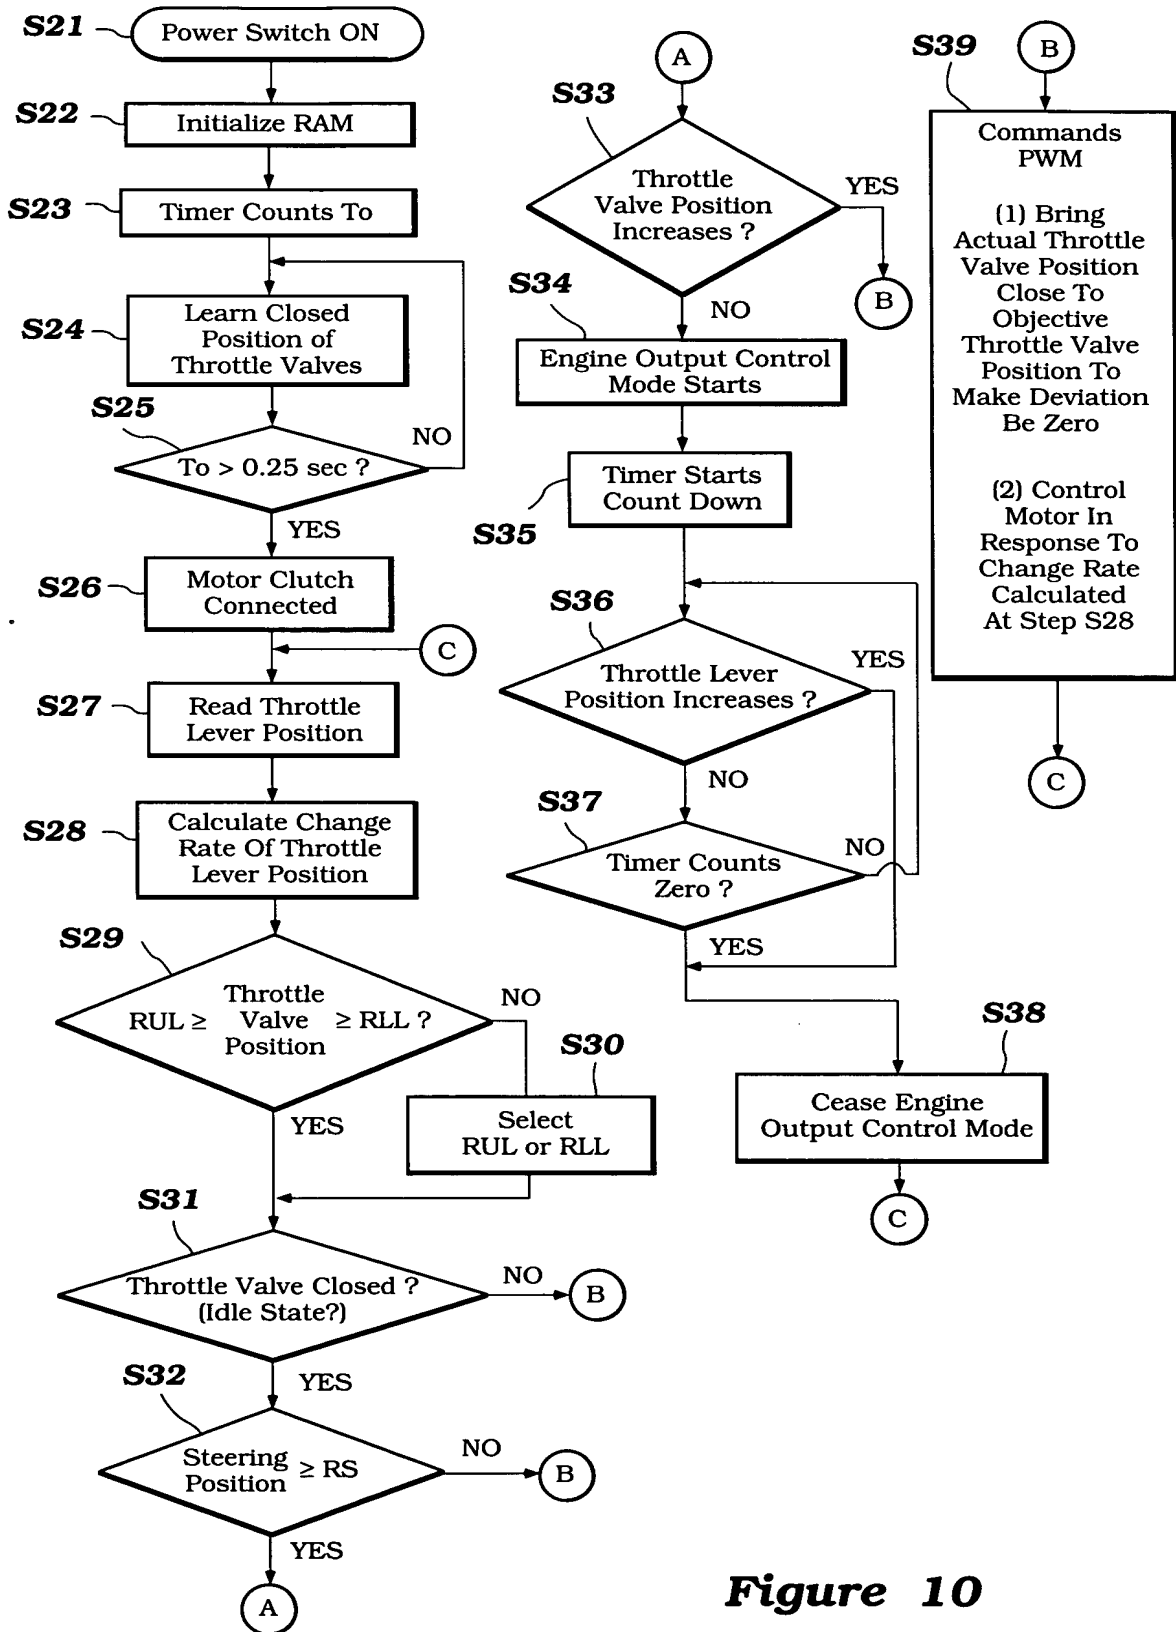 S21
Power Switch ON
S22
Initialize RAM
S23
Timer Counts To
S24
Learn Closed
Position of
Throttle Valves
S25
To > 0.25 sec ?
NO
YES
S26
Motor Clutch
Connected
C
S27
Read Throttle
Lever Position
S28
Calculate Change
Rate Of Throttle
Lever Position
S29
RUL ≥ Throttle Valve Position ≥ RLL ?
NO
YES
S30
Select
RUL or RLL
S31
Throttle Valve Closed ?
(Idle State?)
NO
B
YES
S32
Steering
Position ≥ RS
NO
B
YES
A
A
S33
Throttle
Valve Position
Increases ?
YES
B
NO
S34
Engine Output Control
Mode Starts
S35
Timer Starts
Count Down
S36
Throttle Lever
Position Increases ?
YES
NO
S37
Timer Counts
Zero ?
NO
YES
S38
Cease Engine
Output Control Mode
C
S39
B
Commands
PWM
(1) Bring
Actual Throttle
Valve Position
Close To
Objective
Throttle Valve
Position To
Make Deviation
Be Zero
(2) Control
Motor In
Response To
Change Rate
Calculated
At Step S28
C
Figure 10